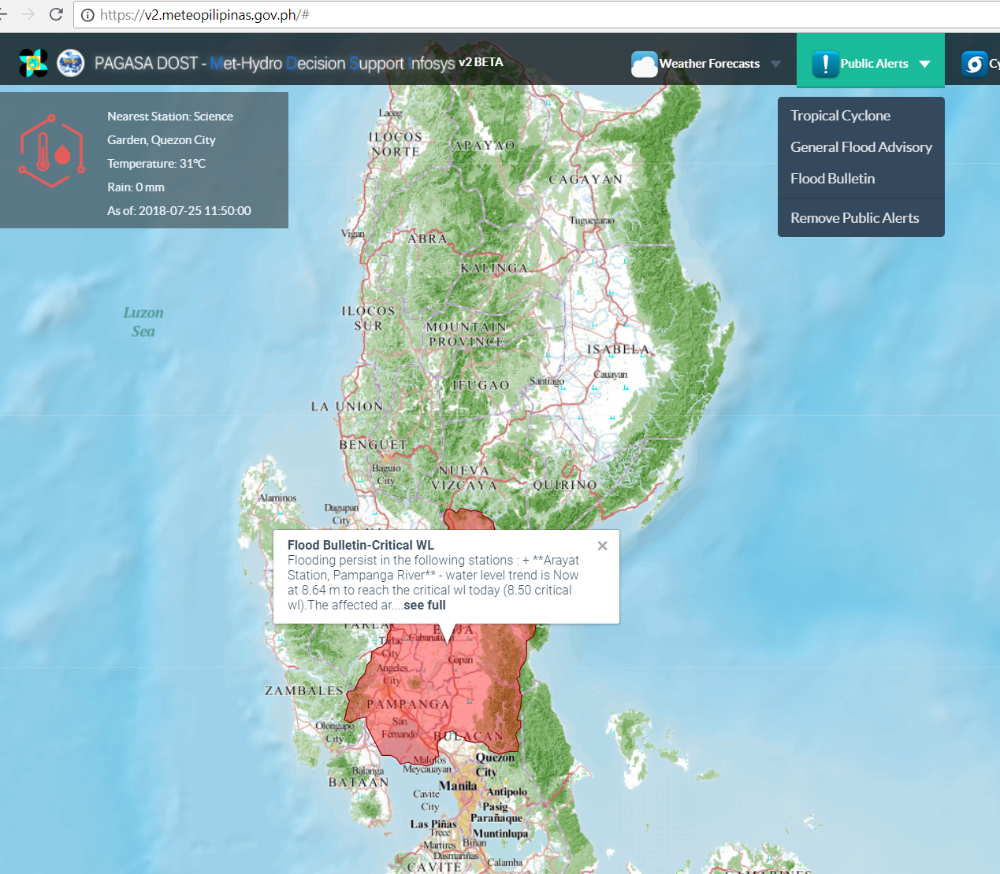 https://v2.meteopilipinas.gov.ph/#
PAGASA DOST - Met-Hydro Decision Support Infosys v2 BETA
Weather Forecasts
Public Alerts
Tropical Cyclone
General Flood Advisory
Flood Bulletin
Remove Public Alerts
Nearest Station: Science
Garden, Quezon City
Temperature: 31°C
Rain: 0 mm
As of: 2018-07-25 11:50:00
Laoag
ILOCOS
NORTE
APAYAO
CAGAYAN
Tuguegarao
Vigan
ABRA
KALINGA
Luzon
Sea
ILOCOS
SUR
MOUNTAIN
PROVINCE
ISABELA
Cauayan
IFUGAO
Santiago
LA UNION
BENGUET
Baguio
City
NUEVA
VIZCAYA
QUIRINO
Alaminos
Dagupan
City
Flood Bulletin-Critical WL
Flooding persist in the following stations : + **Arayat
Station, Pampanga River** - water level trend is Now
at 8.64 m to reach the critical wl today (8.50 critical
wl).The affected ar....see full
TARLAC
Tarlac
City
Cabanatuan
Gapan
Angeles
City
ZAMBALES
PAMPANGA
San
Fernando
Olongapo
City
BULACAN
Malolos
Meycauayan
Quezon
City
Balanga
BATAAN
Manila
Antipolo
Cavite
City
Pasig
Parañaque
Las Piñas
Muntinlupa
Trece
Martires
Biñan
Dasmariñas
Calamba
CAVITE